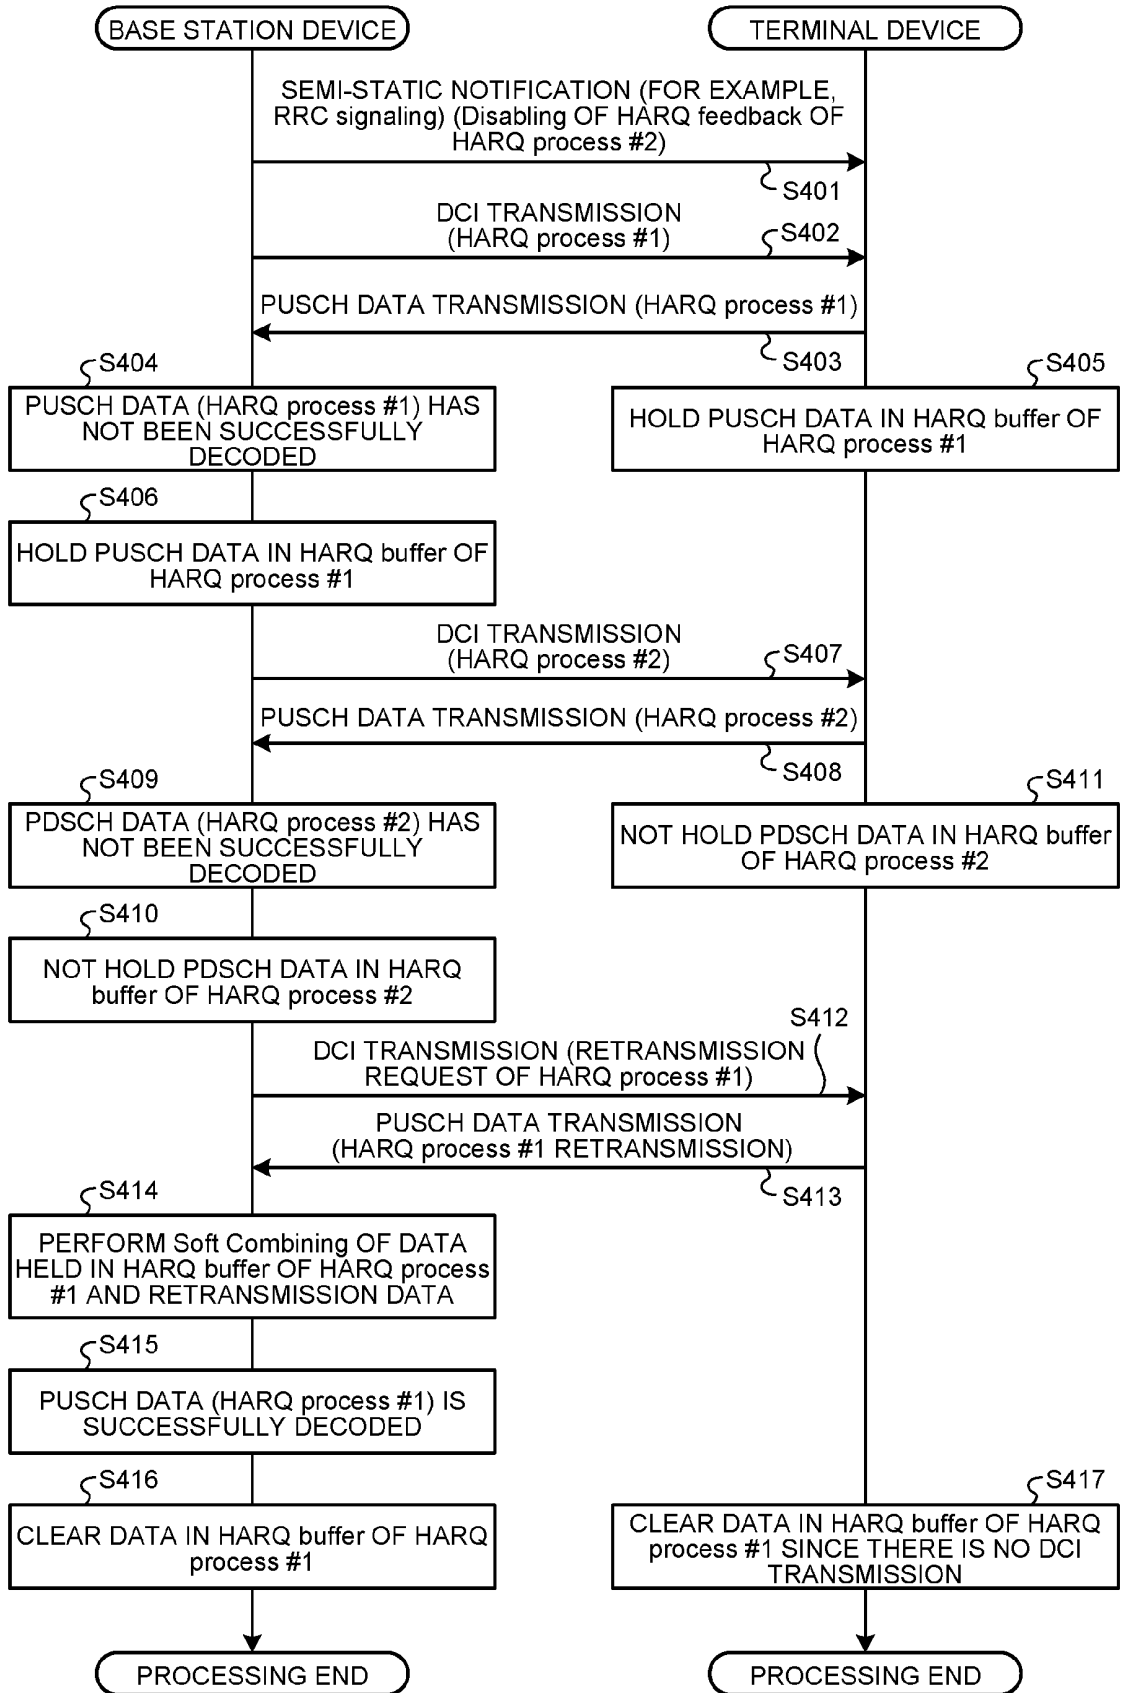 BASE STATION DEVICE
TERMINAL DEVICE
SEMI-STATIC NOTIFICATION (FOR EXAMPLE,
RRC signaling) (Disabling OF HARQ feedback OF
HARQ process #2)
S401
DCI TRANSMISSION
(HARQ process #1)
S402
PUSCH DATA TRANSMISSION (HARQ process #1)
S403
S404
PUSCH DATA (HARQ process #1) HAS
NOT BEEN SUCCESSFULLY
DECODED
S405
HOLD PUSCH DATA IN HARQ buffer OF
HARQ process #1
S406
HOLD PUSCH DATA IN HARQ buffer OF
HARQ process #1
DCI TRANSMISSION
(HARQ process #2)
S407
PUSCH DATA TRANSMISSION (HARQ process #2)
S408
S409
PDSCH DATA (HARQ process #2) HAS
NOT BEEN SUCCESSFULLY
DECODED
S411
NOT HOLD PDSCH DATA IN HARQ buffer
OF HARQ process #2
S410
NOT HOLD PDSCH DATA IN HARQ
buffer OF HARQ process #2
S412
DCI TRANSMISSION (RETRANSMISSION
REQUEST OF HARQ process #1)
PUSCH DATA TRANSMISSION
(HARQ process #1 RETRANSMISSION)
S413
S414
PERFORM Soft Combining OF DATA
HELD IN HARQ buffer OF HARQ process
#1 AND RETRANSMISSION DATA
S415
PUSCH DATA (HARQ process #1) IS
SUCCESSFULLY DECODED
S416
CLEAR DATA IN HARQ buffer OF HARQ
process #1
S417
CLEAR DATA IN HARQ buffer OF HARQ
process #1 SINCE THERE IS NO DCI
TRANSMISSION
PROCESSING END
PROCESSING END